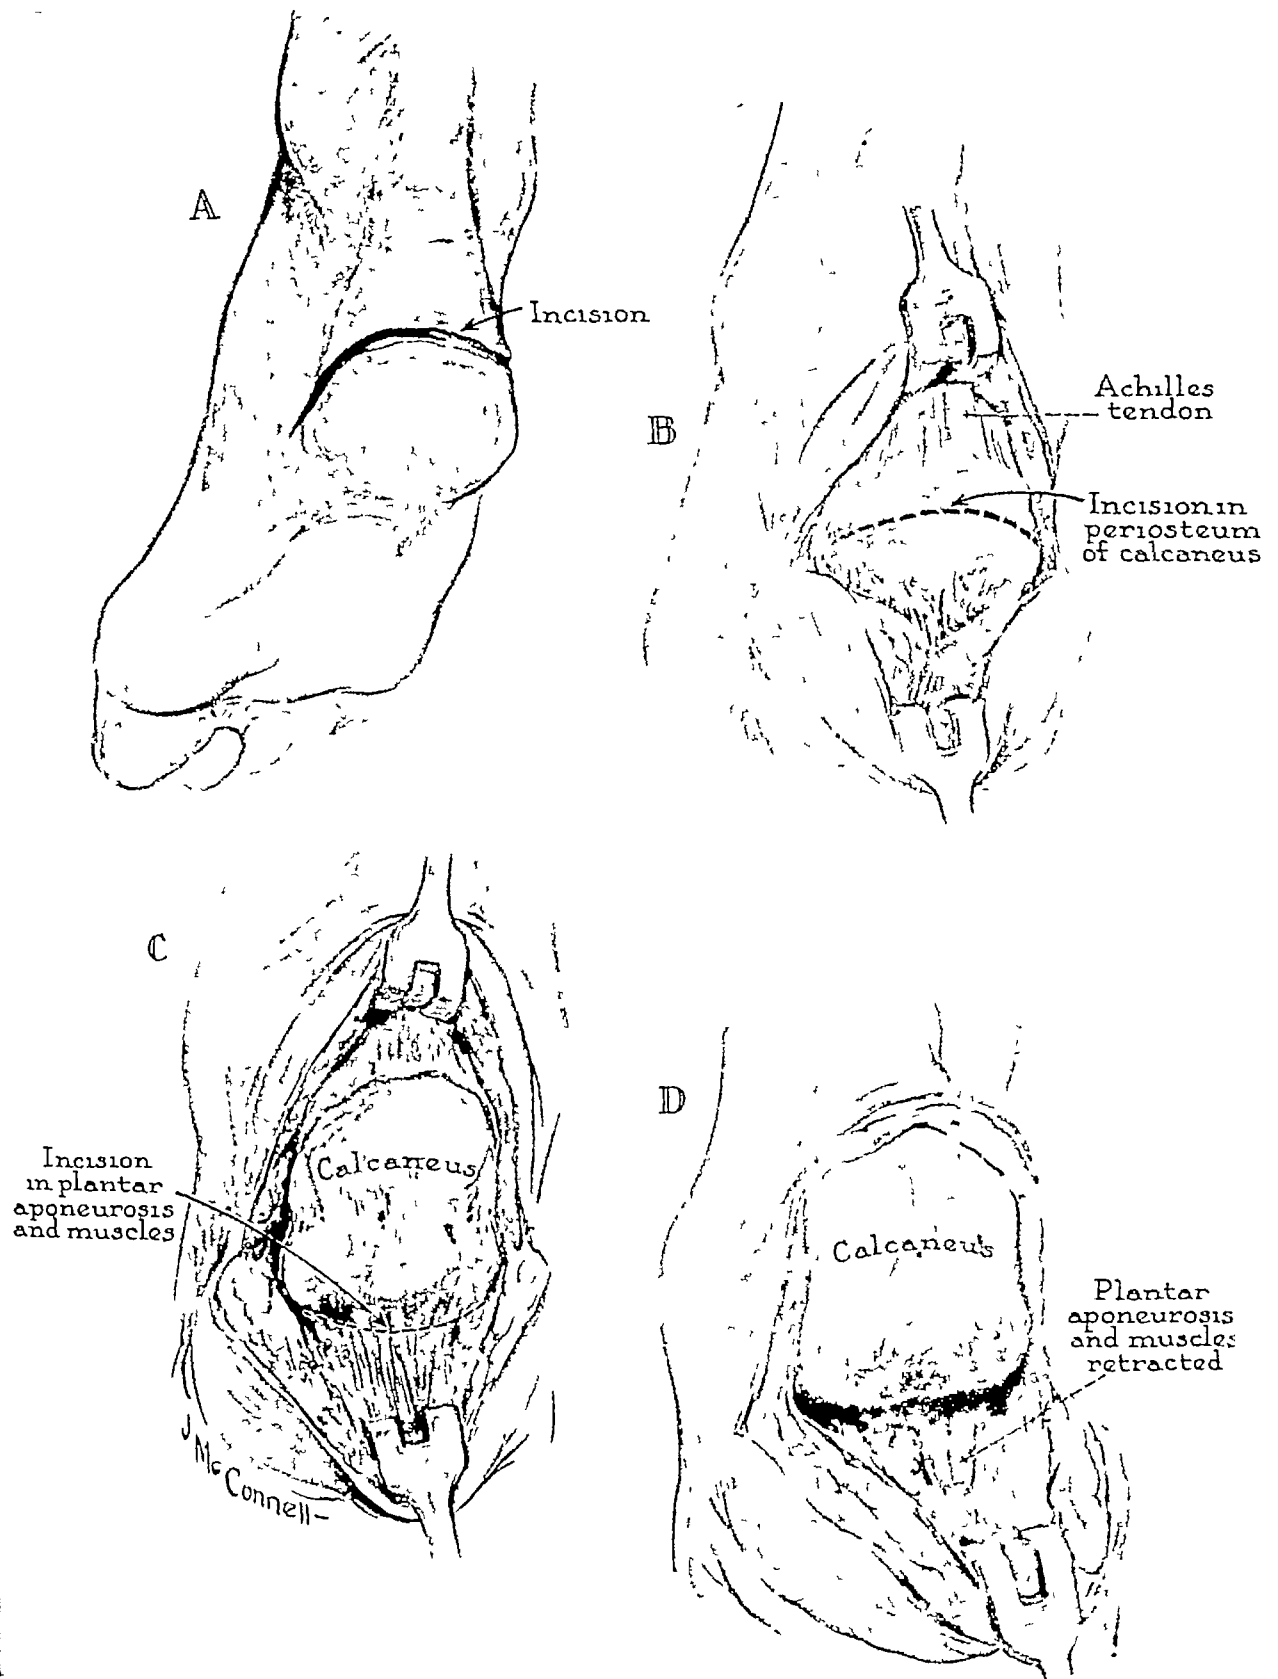 A
Incision
B
Achilles
tendon
Incision in
periosteum
of calcaneus
C
Calcaneus
Incision
in plantar
aponeurosis
and muscles
J McConnell-
D
Calcaneus
Plantar
aponeurosis
and muscles
retracted